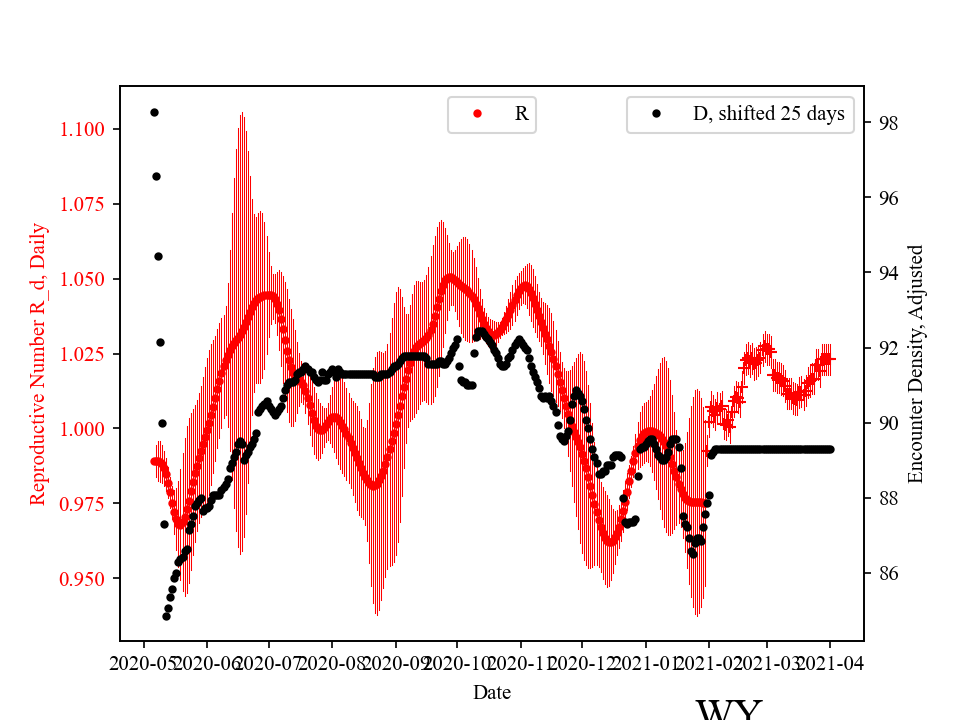 R
D, shifted 25 days
1.100
1.075
1.050
1.025
1.000
0.975
0.950
Reproductive Number R_d, Daily
98
96
94
92
90
88
86
Encounter Density, Adjusted
2020-05 2020-06 2020-07 2020-08 2020-09 2020-10 2020-11 2020-12 2021-01 2021-02 2021-03 2021-04
Date
WY